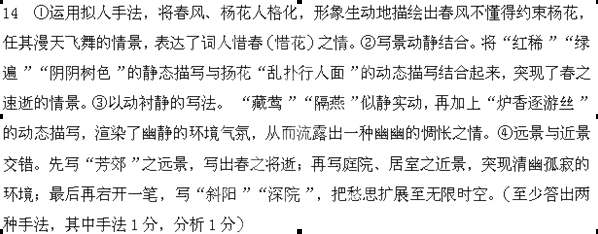 14　①运用拟人手法，将春风、杨花人格化，形象生动地描绘出春风不懂得约束杨花，
任其漫天飞舞的情景，表达了词人惜春（惜花）之情。②写景动静结合。将“红稀”“绿
遍”“阴阴树色”的静态描写与扬花“乱扑行人面”的动态描写结合起来，突现了春之
速逝的情景。③以动衬静的写法。 “藏莺”“隔燕”似静实动，再加上“炉香逐游丝”
的动态描写，渲染了幽静的环境气氛，从而流露出一种幽幽的惆怅之情。④远景与近景
交错。先写“芳郊”之远景，写出春之将逝；再写庭院、居室之近景，突现清幽孤寂的
环境；最后再宕开一笔，写“斜阳”“深院”，把愁思扩展至无限时空。（至少答出两
种手法，其中手法1分，分析1分）